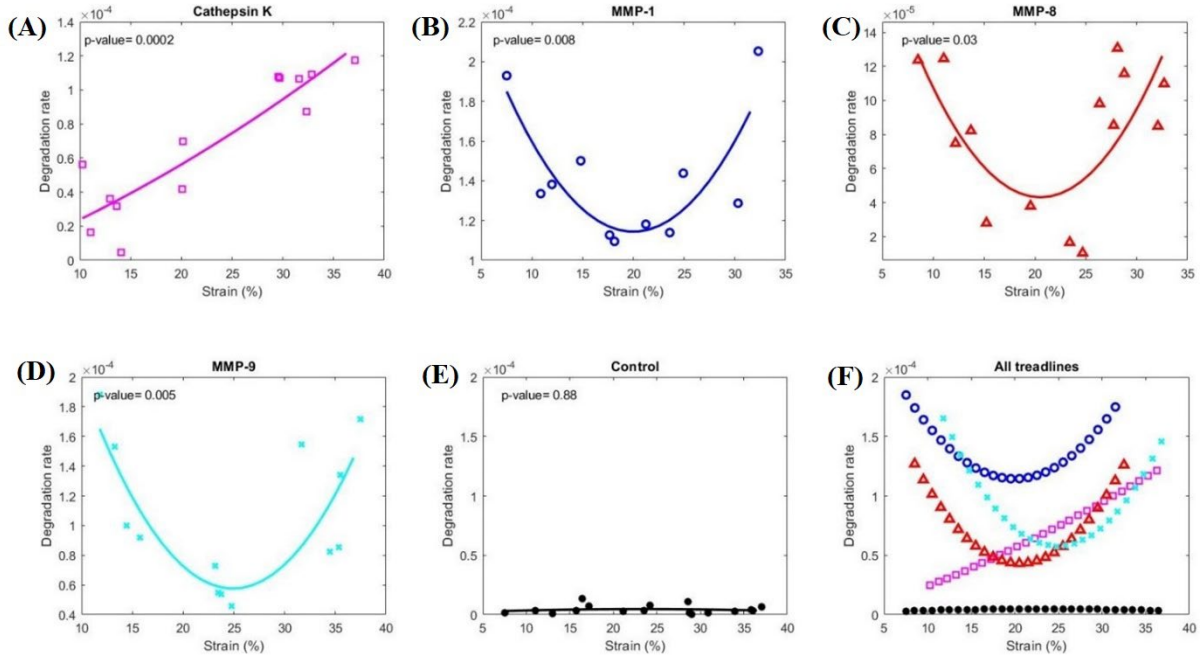 (A)
Cathepsin K
×10⁻⁴
p-value= 0.0002
Degradation rate
1.4
1.2
1
0.8
0.6
0.4
0.2
0
10 15 20 25 30 35 40
Strain (%)
(B)
MMP-1
×10⁻⁴
p-value= 0.008
Degradation rate
2.2
2
1.8
1.6
1.4
1.2
1
5 10 15 20 25 30 35
Strain (%)
(C)
MMP-8
×10⁻⁵
p-value= 0.03
Degradation rate
14
12
10
8
6
4
2
5 10 15 20 25 30 35
Strain (%)
(D)
MMP-9
×10⁻⁴
p-value= 0.005
Degradation rate
2
1.8
1.6
1.4
1.2
1
0.8
0.6
0.4
10 15 20 25 30 35 40
Strain (%)
(E)
Control
×10⁻⁴
p-value= 0.88
Degradation rate
2
1.5
1
0.5
0
5 10 15 20 25 30 35 40
Strain (%)
(F)
All treadlines
×10⁻⁴
Degradation rate
2
1.5
1
0.5
0
5 10 15 20 25 30 35 40
Strain (%)